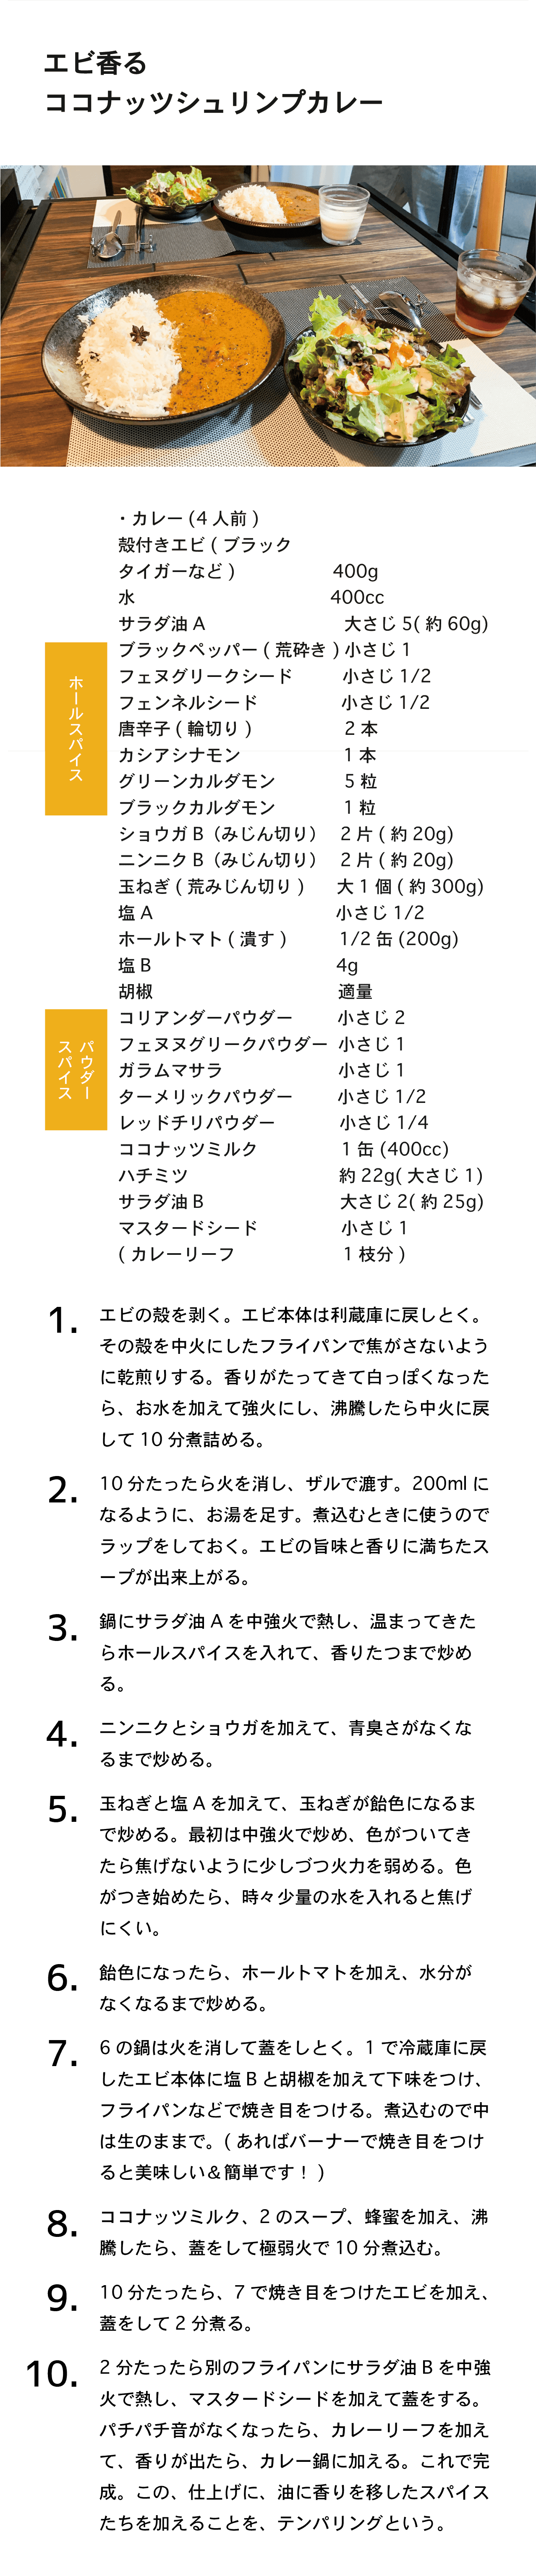 エビ香る
ココナッツシュリンプカレー
・カレー(4 人前 )
殻付きエビ ( ブラック
タイガーなど ) 400g
水 400cc
サラダ油 A 大さじ 5( 約 60g)
ブラックペッパー ( 荒砕き ) 小さじ 1
フェヌグリークシード 小さじ 1/2
フェンネルシード 小さじ 1/2
唐辛子 ( 輪切り ) 2 本
カシアシナモン 1 本
グリーンカルダモン 5 粒
ブラックカルダモン 1 粒
ホールスパイス
ショウガ B（みじん切り） 2 片 ( 約 20g)
ニンニク B（みじん切り） 2 片 ( 約 20g)
玉ねぎ ( 荒みじん切り ) 大 1 個 ( 約 300g)
塩 A 小さじ 1/2
ホールトマト ( 潰す ) 1/2 缶 (200g)
塩 B 4g
胡椒 適量
コリアンダーパウダー 小さじ 2
フェヌヌグリークパウダー 小さじ 1
ガラムマサラ 小さじ 1
ターメリックパウダー 小さじ 1/2
レッドチリパウダー 小さじ 1/4
パウダー
スパイス
ココナッツミルク 1 缶 (400cc)
ハチミツ 約 22g( 大さじ 1)
サラダ油 B 大さじ 2( 約 25g)
マスタードシード 小さじ 1
( カレーリーフ 1 枝分 )
1. エビの殻を剥く。エビ本体は利蔵庫に戻しとく。
その殻を中火にしたフライパンで焦がさないよう
に乾煎りする。香りがたってきて白っぽくなった
ら、お水を加えて強火にし、沸騰したら中火に戻
して 10 分煮詰める。
2. 10 分たったら火を消し、ザルで漉す。200ml に
なるように、お湯を足す。煮込むときに使うので
ラップをしておく。エビの旨味と香りに満ちたス
ープが出来上がる。
3. 鍋にサラダ油 A を中強火で熱し、温まってきた
らホールスパイスを入れて、香りたつまで炒め
る。
4. ニンニクとショウガを加えて、青臭さがなくな
るまで炒める。
5. 玉ねぎと塩 A を加えて、玉ねぎが飴色になるま
で炒める。最初は中強火で炒め、色がついてき
たら焦げないように少しづつ火力を弱める。色
がつき始めたら、時々少量の水を入れると焦げ
にくい。
6. 飴色になったら、ホールトマトを加え、水分が
なくなるまで炒める。
7. 6 の鍋は火を消して蓋をしとく。1 で冷蔵庫に戻
したエビ本体に塩 B と胡椒を加えて下味をつけ、
フライパンなどで焼き目をつける。煮込むので中
は生のままで。( あればバーナーで焼き目をつけ
ると美味しい＆簡単です！ )
8. ココナッツミルク、2 のスープ、蜂蜜を加え、沸
騰したら、蓋をして極弱火で 10 分煮込む。
9. 10 分たったら、7 で焼き目をつけたエビを加え、
蓋をして 2 分煮る。
10. 2 分たったら別のフライパンにサラダ油 B を中強
火で熱し、マスタードシードを加えて蓋をする。
パチパチ音がなくなったら、カレーリーフを加え
て、香りが出たら、カレー鍋に加える。これで完
成。この、仕上げに、油に香りを移したスパイス
たちを加えることを、テンパリングという。